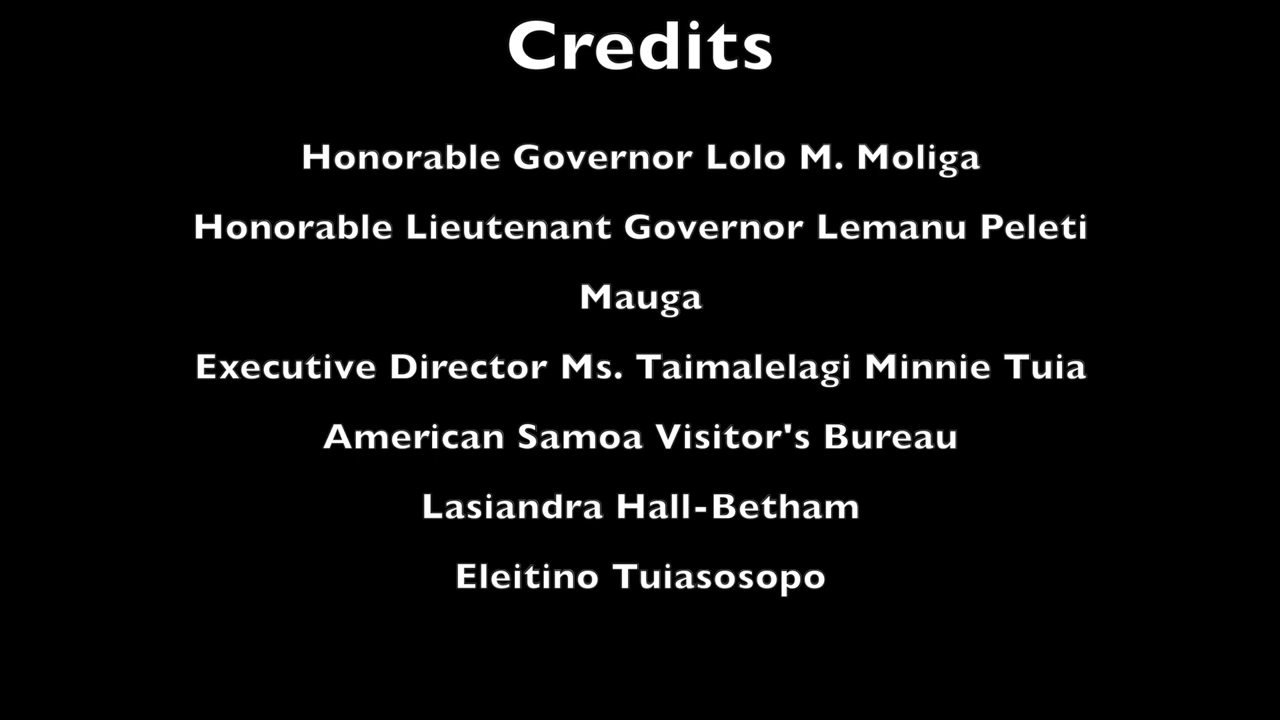 Credits
Honorable Governor Lolo M. Moliga
Honorable Lieutenant Governor Lemanu Peleti
Mauga
Executive Director Ms. Taimalelagi Minnie Tuia
American Samoa Visitor's Bureau
Lasiandra Hall-Betham
Eleitino Tuiasosopo